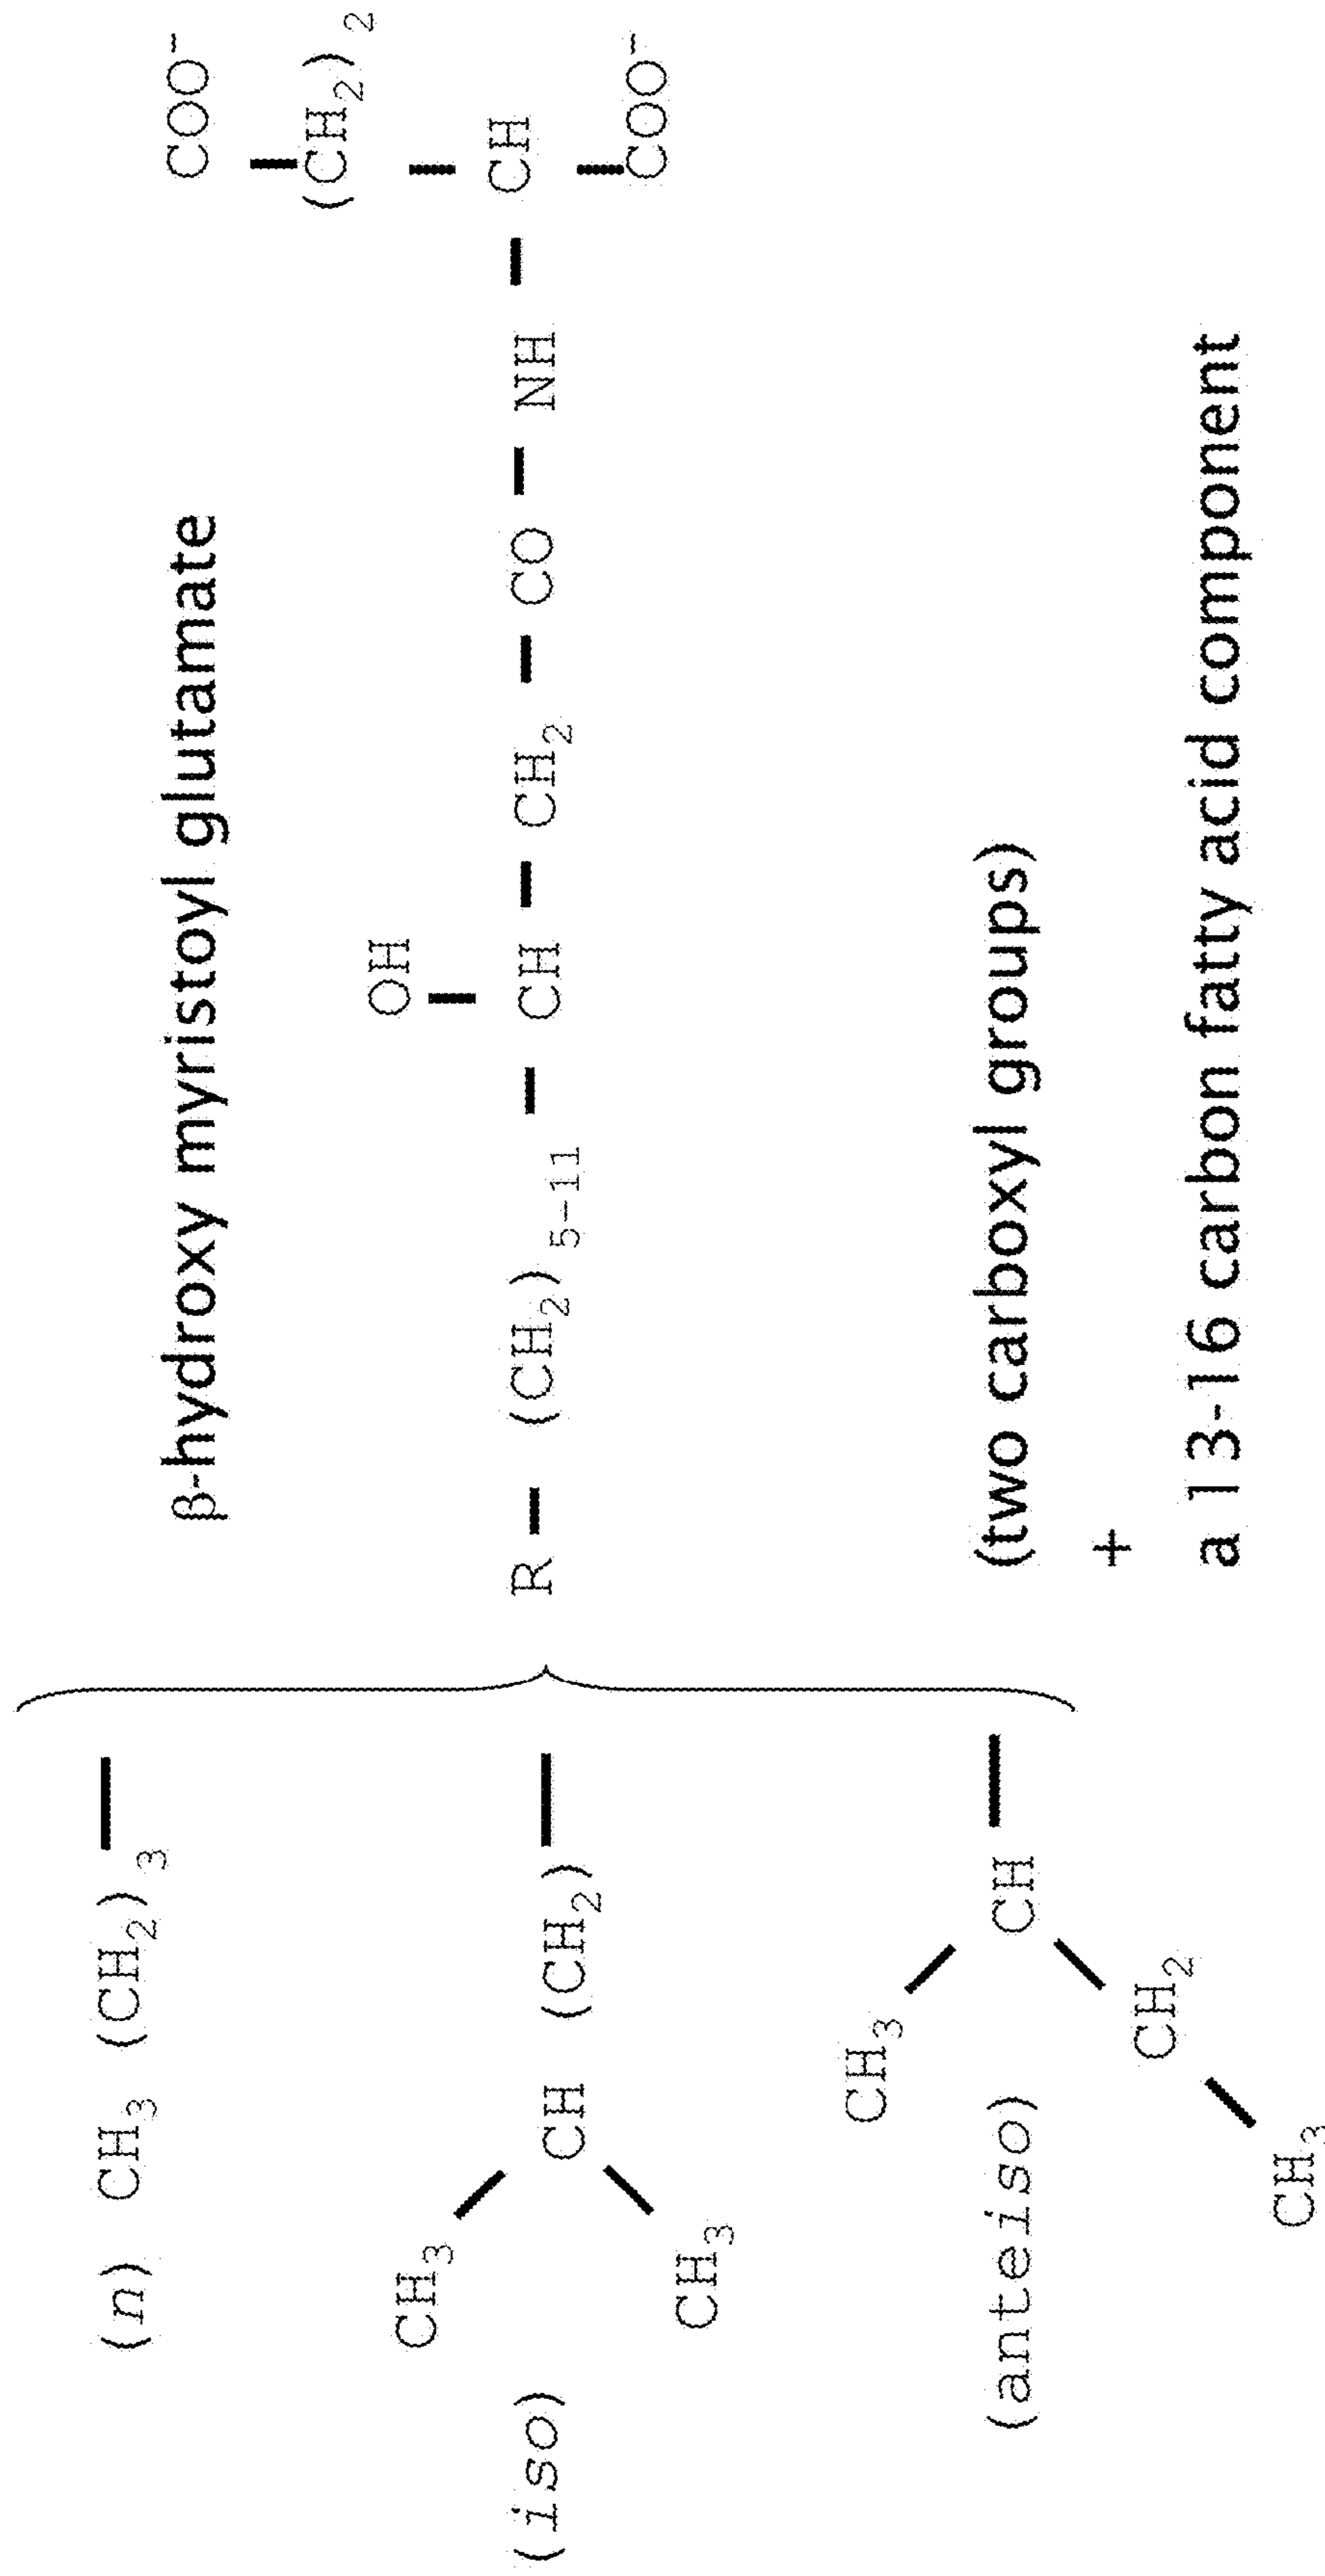 β-hydroxy myristoyl glutamate
(n) CH₃ (CH₂)₃
COO⁻
(CH₂)₂
OH
CH₃
(iso) CH (CH₂)
CH₃
R – (CH₂)₅₋₁₁ – CH – CH₂ – CO – NH – CH
COO⁻
CH₃
(anteiso) CH
CH₂
CH₃
(two carboxyl groups)
+
a 13-16 carbon fatty acid component